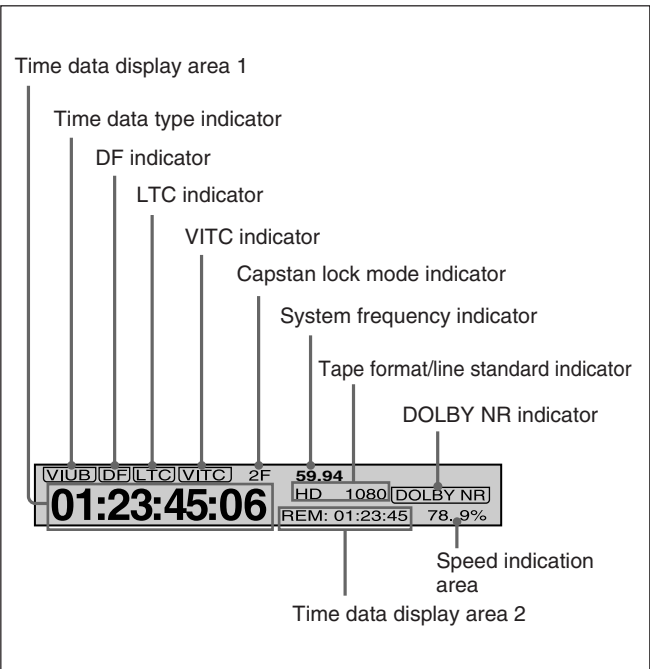 Time data display area 1
Time data type indicator
DF indicator
LTC indicator
VITC indicator
Capstan lock mode indicator
System frequency indicator
Tape format/line standard indicator
DOLBY NR indicator
VIUB DF LTC VITC 2F 59.94
01:23:45:06
HD 1080 DOLBY NR
REM: 01:23:45 78. 9%
Speed indication
area
Time data display area 2